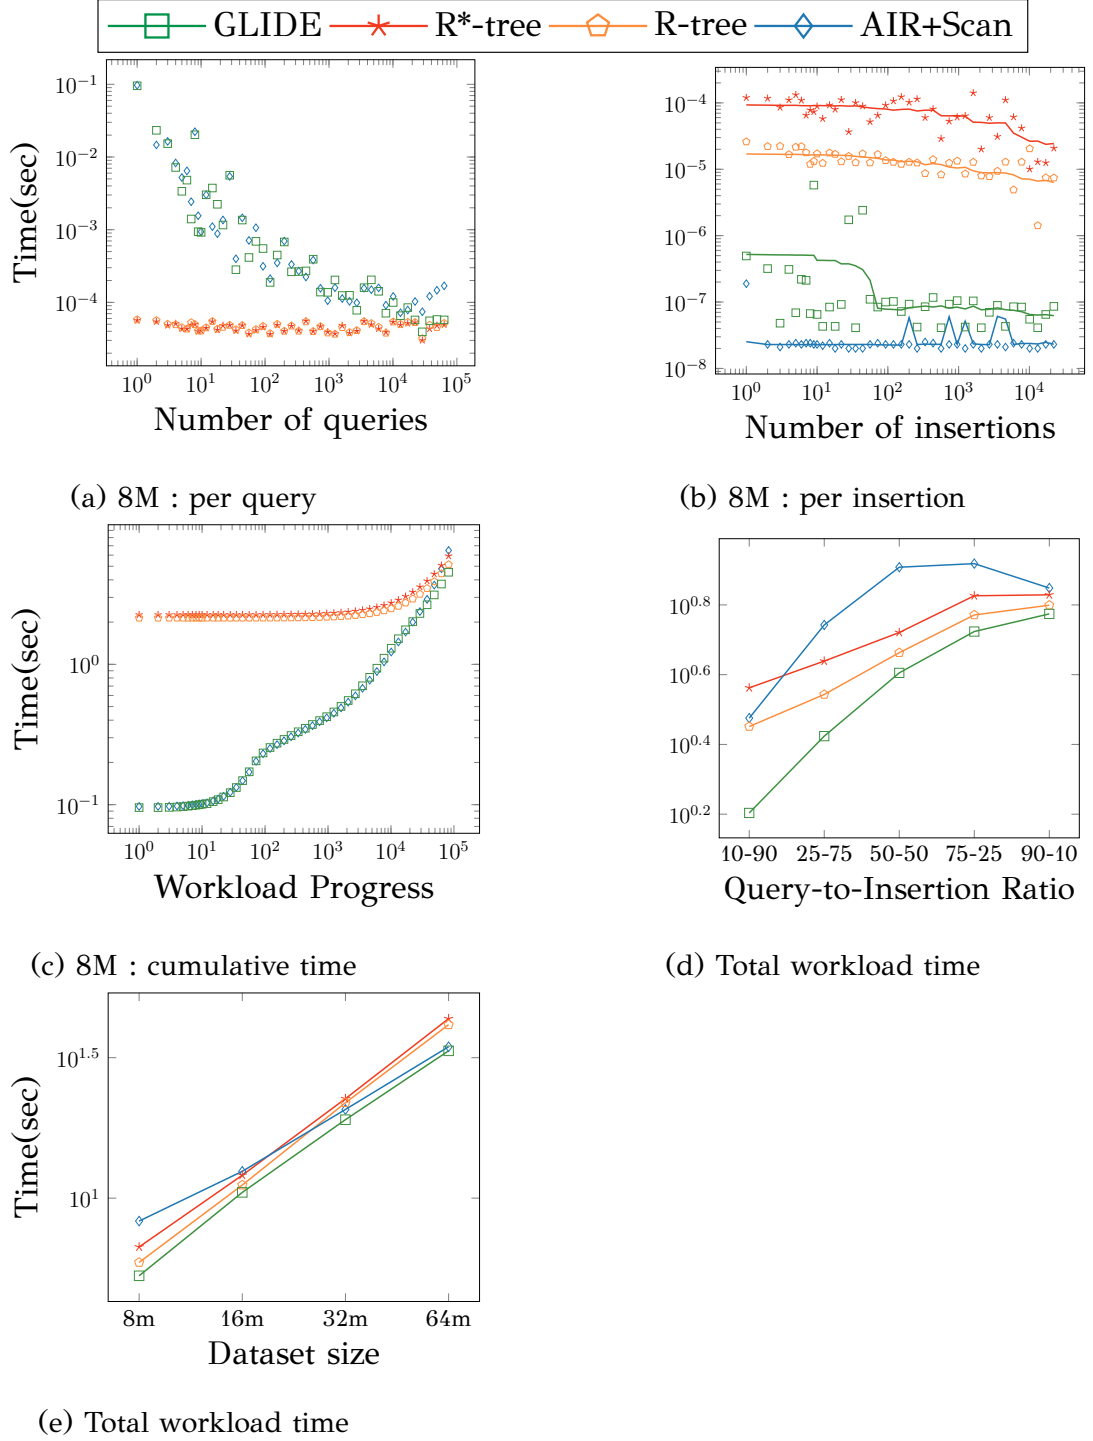 GLIDE R*-tree R-tree AIR+Scan
Time(sec)
10^-1
10^-2
10^-3
10^-4
10^0 10^1 10^2 10^3 10^4 10^5
Number of queries
(a) 8M : per query
10^-4
10^-5
10^-6
10^-7
10^-8
10^0 10^1 10^2 10^3 10^4
Number of insertions
(b) 8M : per insertion
Time(sec)
10^0
10^-1
10^0 10^1 10^2 10^3 10^4 10^5
Workload Progress
(c) 8M : cumulative time
10^0.8
10^0.6
10^0.4
10^0.2
10-90 25-75 50-50 75-25 90-10
Query-to-Insertion Ratio
(d) Total workload time
Time(sec)
10^1.5
10^1
8m 16m 32m 64m
Dataset size
(e) Total workload time